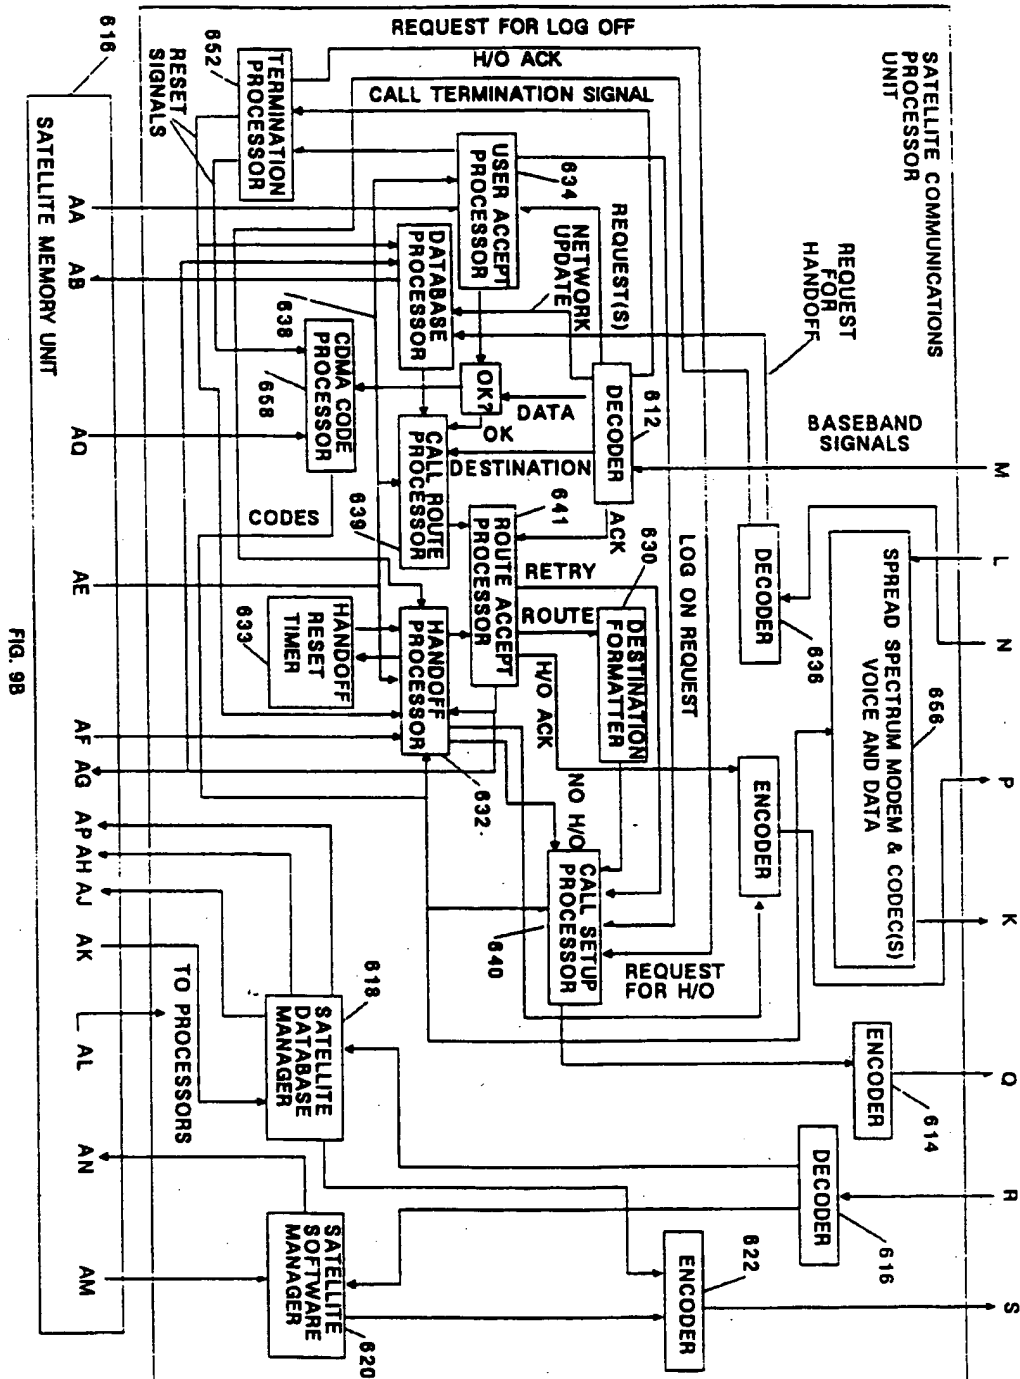 SATELLITE COMMUNICATIONS
PROCESSOR
UNIT
REQUEST
FOR
HANDOFF
BASEBAND
SIGNALS
M
L
N
P
K
Q
R
S
SPREAD SPECTRUM MODEM & CODEC(S)
VOICE AND DATA
656
DECODER
636
ENCODER
ENCODER
614
DECODER
616
ENCODER
622
REQUEST FOR LOG OFF
H/O ACK
CALL TERMINATION SIGNAL
LOG ON REQUEST
REQUEST
FOR H/O
REQUEST(S)
NETWORK
UPDATE
DECODER
612
DATA
OK
DESTINATION
ACK
RETRY
ROUTE
H/O ACK
NO H/O
630
DESTINATION
FORMATTER
CALL SETUP
PROCESSOR
640
634
USER ACCEPT
PROCESSOR
OK?
641
ROUTE ACCEPT
PROCESSOR
DATABASE
PROCESSOR
638
CALL ROUTE
PROCESSOR
639
HANDOFF
PROCESSOR
632
TERMINATION
PROCESSOR
652
RESET
SIGNALS
CDMA CODE
PROCESSOR
658
CODES
HANDOFF
RESET
TIMER
633
618
SATELLITE
DATABASE
MANAGER
SATELLITE
SOFTWARE
MANAGER
620
TO PROCESSORS
616
AA
AB
AQ
AE
AF
AG
AP
AH
AJ
AK
AL
AN
AM
SATELLITE MEMORY UNIT
FIG. 9B